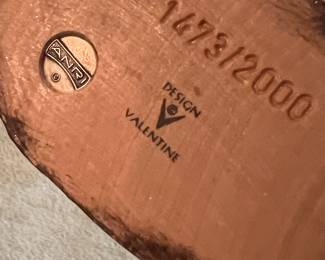 1473/2000
ANRI
©
DESIGN
VALENTINE